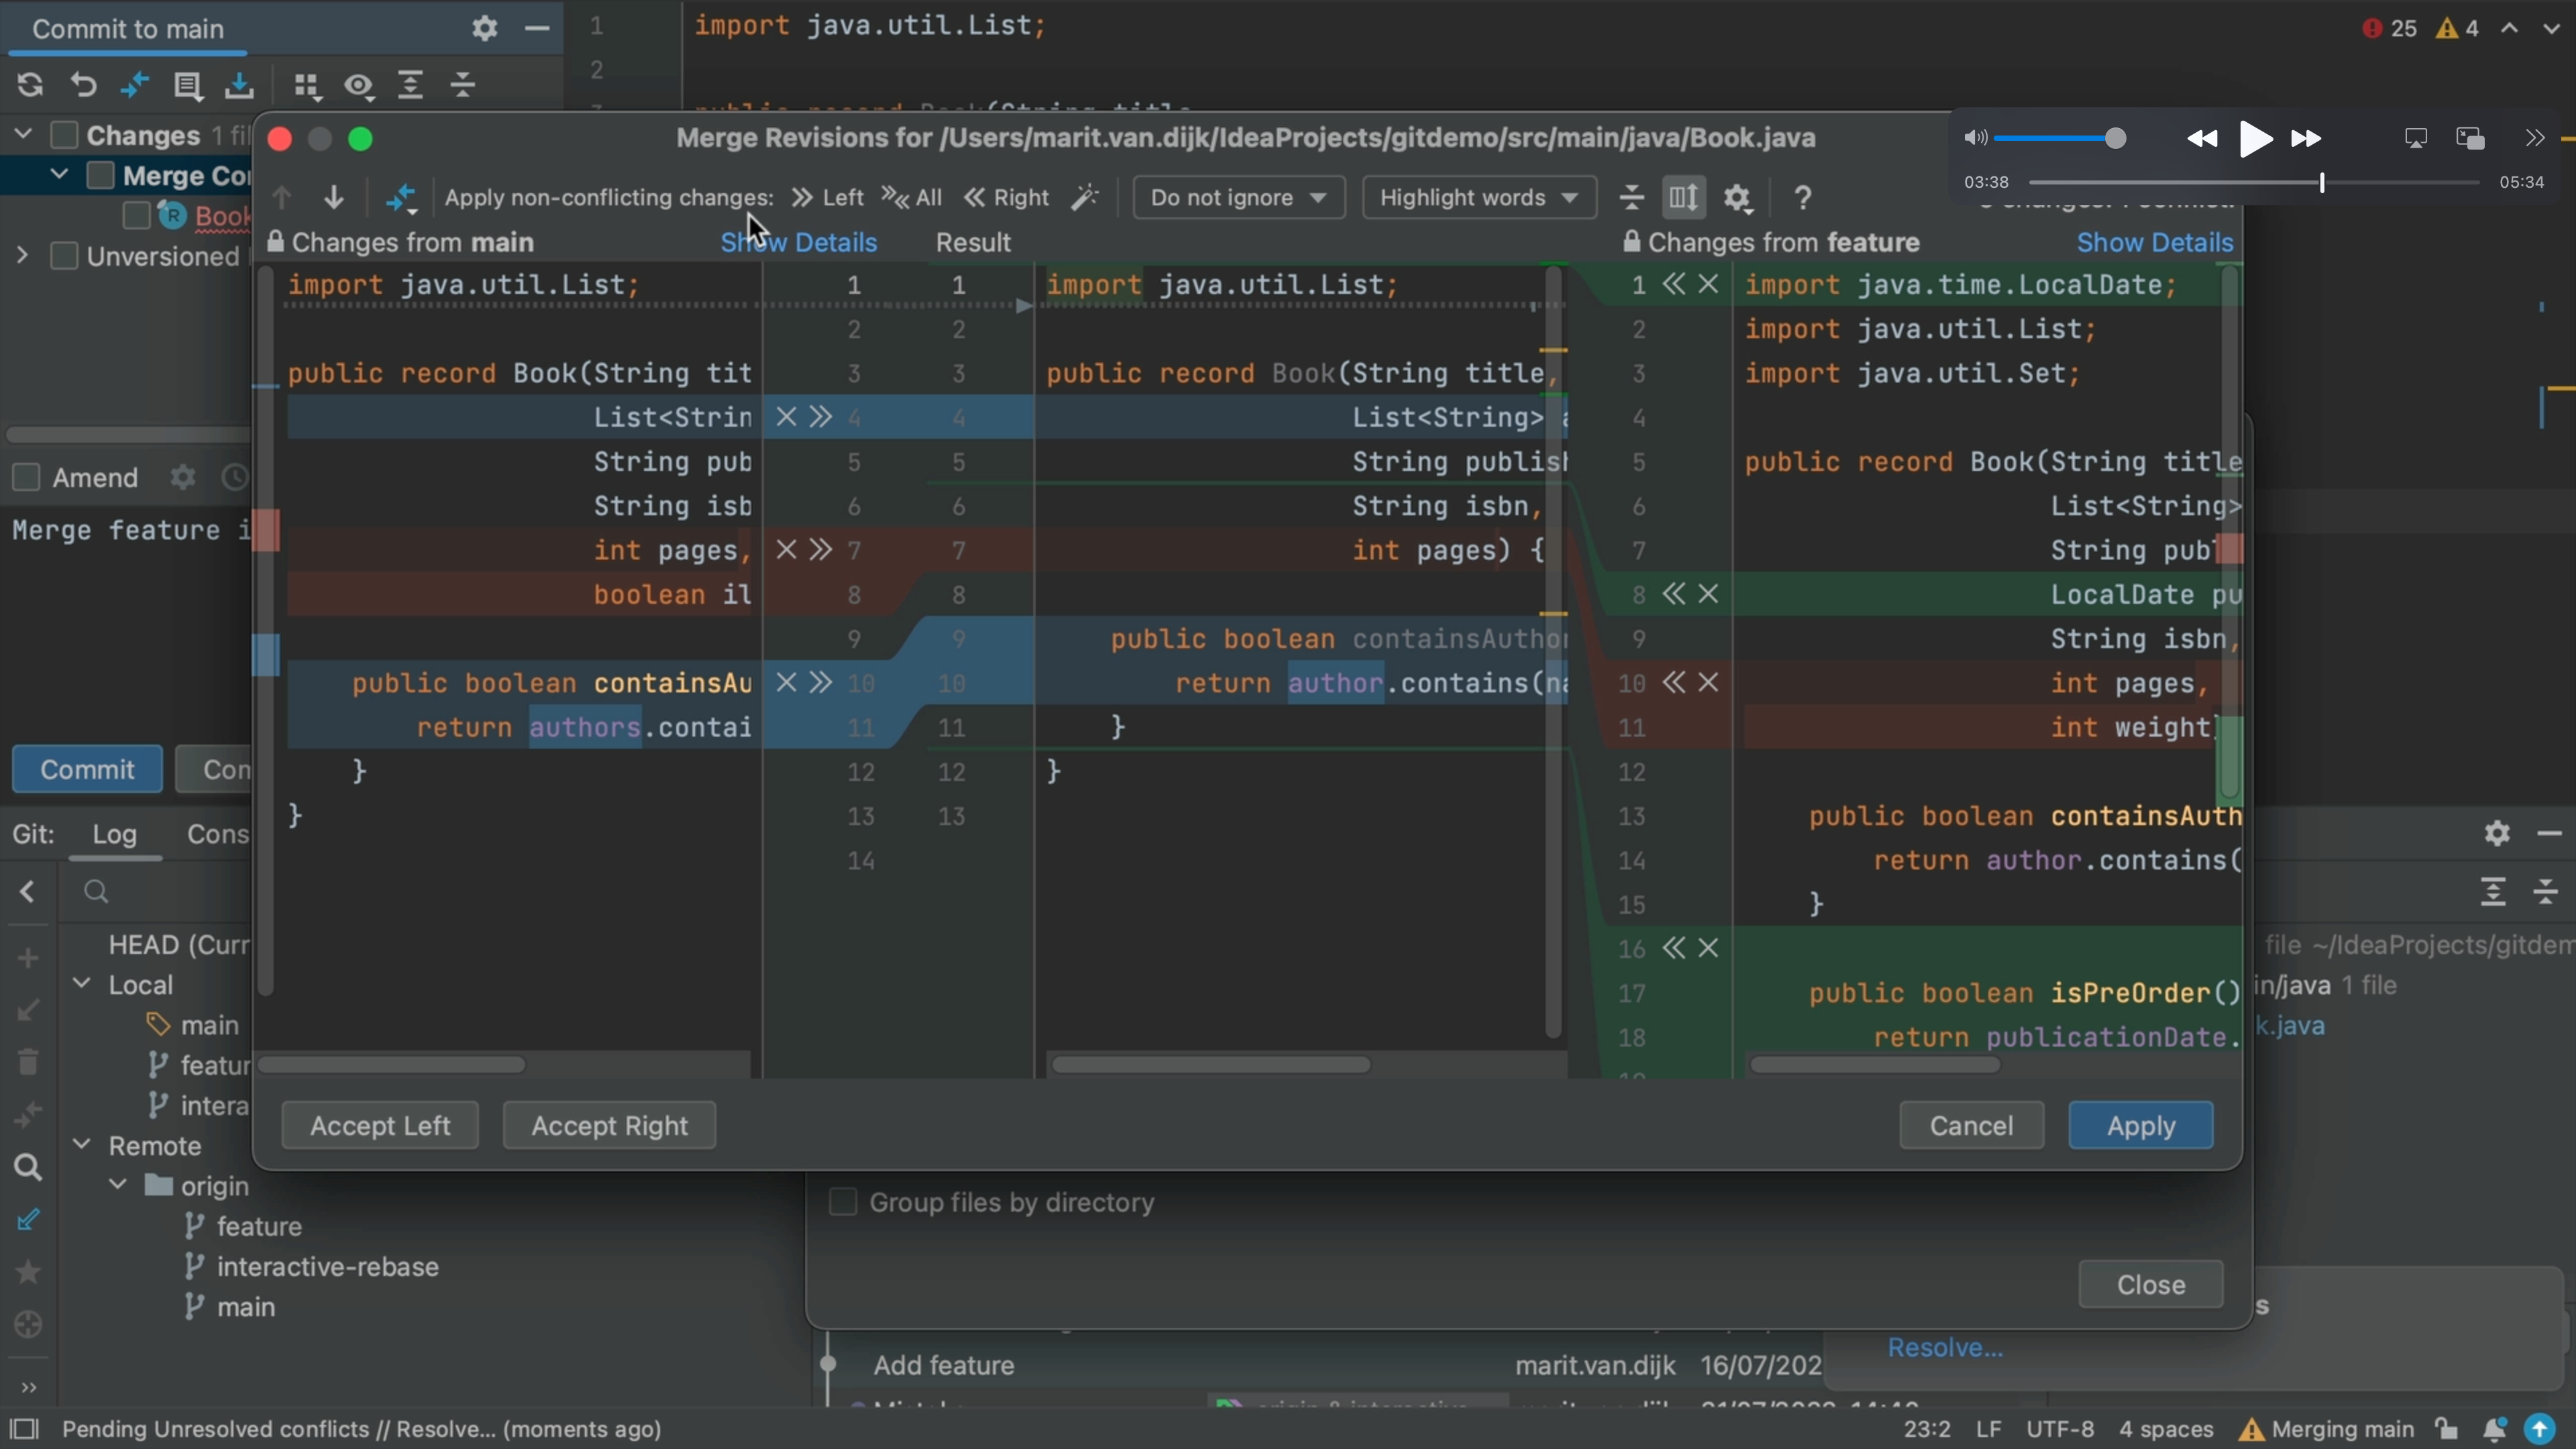 Commit to main
1 import java.util.List;
25 4
2
Changes
Merge Revisions for /Users/marit.van.dijk/IdeaProjects/gitdemo/src/main/java/Book.java
03:38 05:34
Apply non-conflicting changes: Left All Right Do not ignore Highlight words ?
Merge
Book
Unversioned
Changes from main Show Details Result Changes from feature Show Details
import java.util.List;
public record Book(String tit
List<Strin
String pub
String isb
int pages,
boolean il
public boolean containsAu
return authors.contai
}
}
1
2
3
4
5
6
7
8
9
10
11
12
13
14
1
2
3
4
5
6
7
8
9
10
11
12
13
import java.util.List;
public record Book(String title,
List<String>
String publish
String isbn,
int pages) {
public boolean containsAuthor
return author.contains(na
}
}
1 import java.time.LocalDate;
2 import java.util.List;
3 import java.util.Set;
4
5 public record Book(String title
6 List<String>
7 String publ
8 LocalDate pu
9 String isbn,
10 int pages,
11 int weight)
12
13 public boolean containsAuth
14 return author.contains(
15 }
16
17 public boolean isPreOrder()
18 return publicationDate.
Amend
Merge feature i
Commit Com
Git: Log Cons
HEAD (Curr
Local
main
featur
intera
Remote
origin
feature
interactive-rebase
main
Accept Left Accept Right Cancel Apply
file ~/IdeaProjects/gitdem
in/java 1 file
k.java
Group files by directory
Close
s
Resolve...
Add feature marit.van.dijk 16/07/202
Pending Unresolved conflicts // Resolve... (moments ago) 23:2 LF UTF-8 4 spaces Merging main